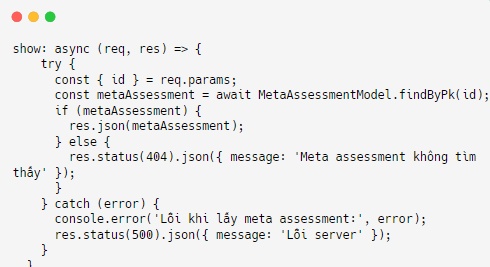 show: async (req, res) => {
    try {
      const { id } = req.params;
      const metaAssessment = await MetaAssessmentModel.findByPk(id);
      if (metaAssessment) {
        res.json(metaAssessment);
      } else {
        res.status(404).json({ message: 'Meta assessment không tìm
thấy' });
      }
    } catch (error) {
      console.error('Lỗi khi lấy meta assessment:', error);
      res.status(500).json({ message: 'Lỗi server' });
    }
  }